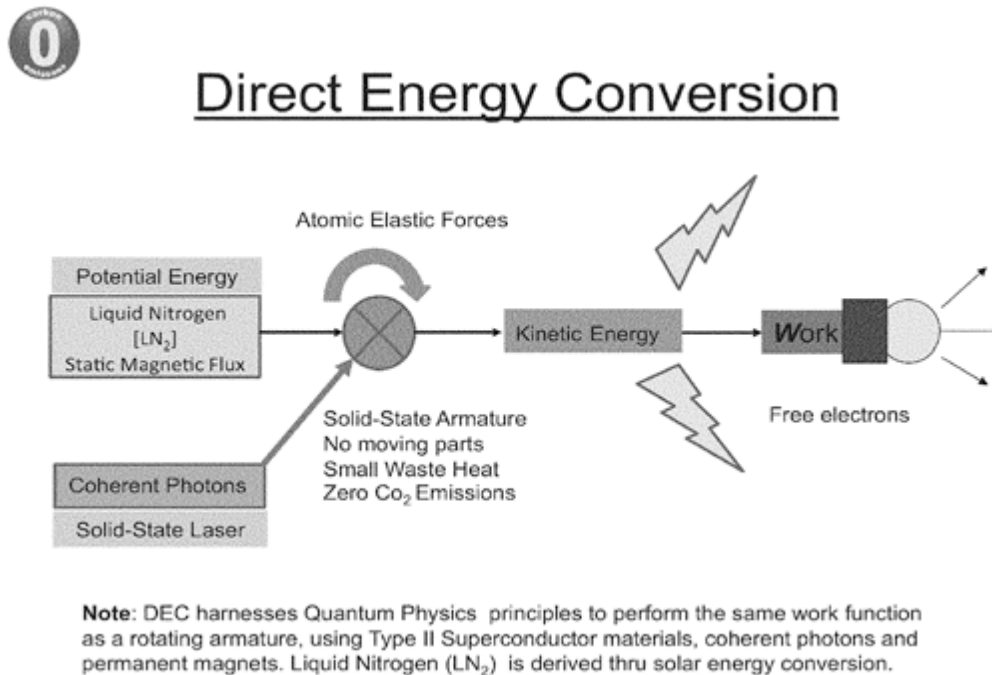 carbon
0
emissions
Direct Energy Conversion
Atomic Elastic Forces
Potential Energy
Liquid Nitrogen
[LN₂]
Static Magnetic Flux
Kinetic Energy
Work
Solid-State Armature
No moving parts
Small Waste Heat
Zero Co₂ Emissions
Free electrons
Coherent Photons
Solid-State Laser
Note: DEC harnesses Quantum Physics principles to perform the same work function
as a rotating armature, using Type II Superconductor materials, coherent photons and
permanent magnets. Liquid Nitrogen (LN₂) is derived thru solar energy conversion.